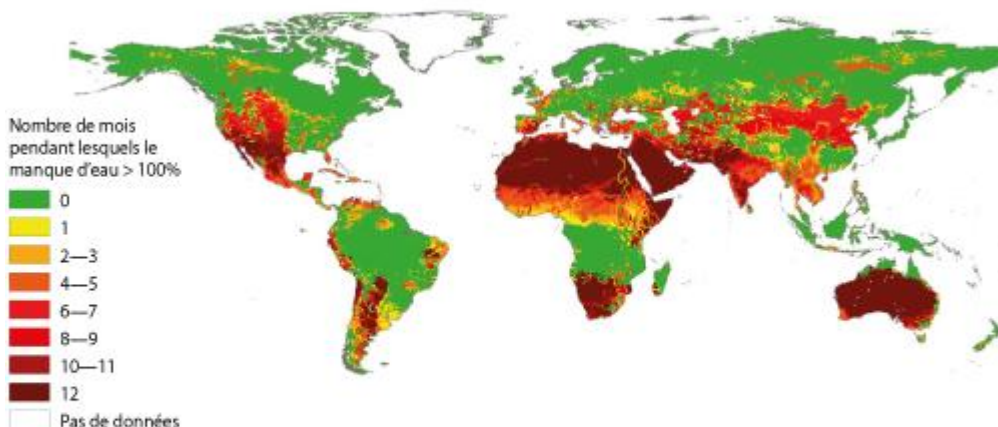 Nombre de mois
pendant lesquels le
manque d'eau > 100%
0
1
2—3
4—5
6—7
8—9
10—11
12
Pas de données